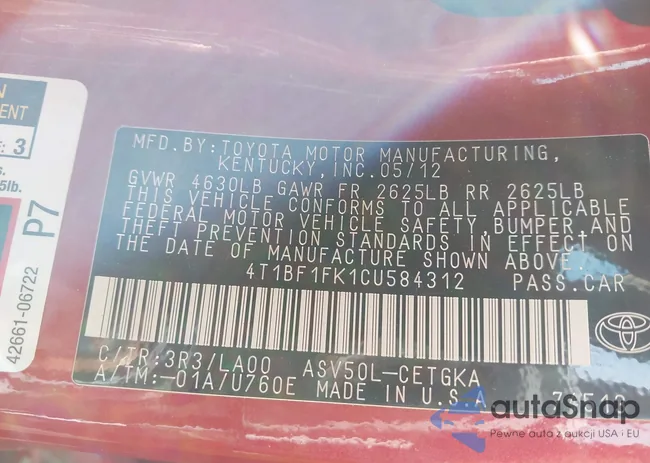 N
ENT
E: 3
s.
5lb.
P7
42661-06722
MFD.BY:TOYOTA MOTOR MANUFACTURING,
KENTUCKY, INC.05/12
GVWR 4630LB GAWR FR 2625LB RR 2625LB
THIS VEHICLE CONFORMS TO ALL APPLICABLE
FEDERAL MOTOR VEHICLE SAFETY,BUMPER,AND
THEFT PREVENTION STANDARDS IN EFFECT ON
THE DATE OF MANUFACTURE SHOWN ABOVE.
4T1BF1FK1CU584312 PASS.CAR
C/TR:3R3/LA00 ASV50L-CETGKA
A/TM:-01A/U760E MADE IN U.S.A
autoSnap
Pewne auta z aukcji USA i EU